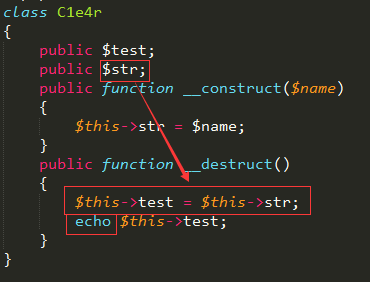 class C1e4r
{
    public $test;
    public $str;
    public function __construct($name)
    {
        $this->str = $name;
    }
    public function __destruct()
    {
        $this->test = $this->str;
        echo $this->test;
    }
}